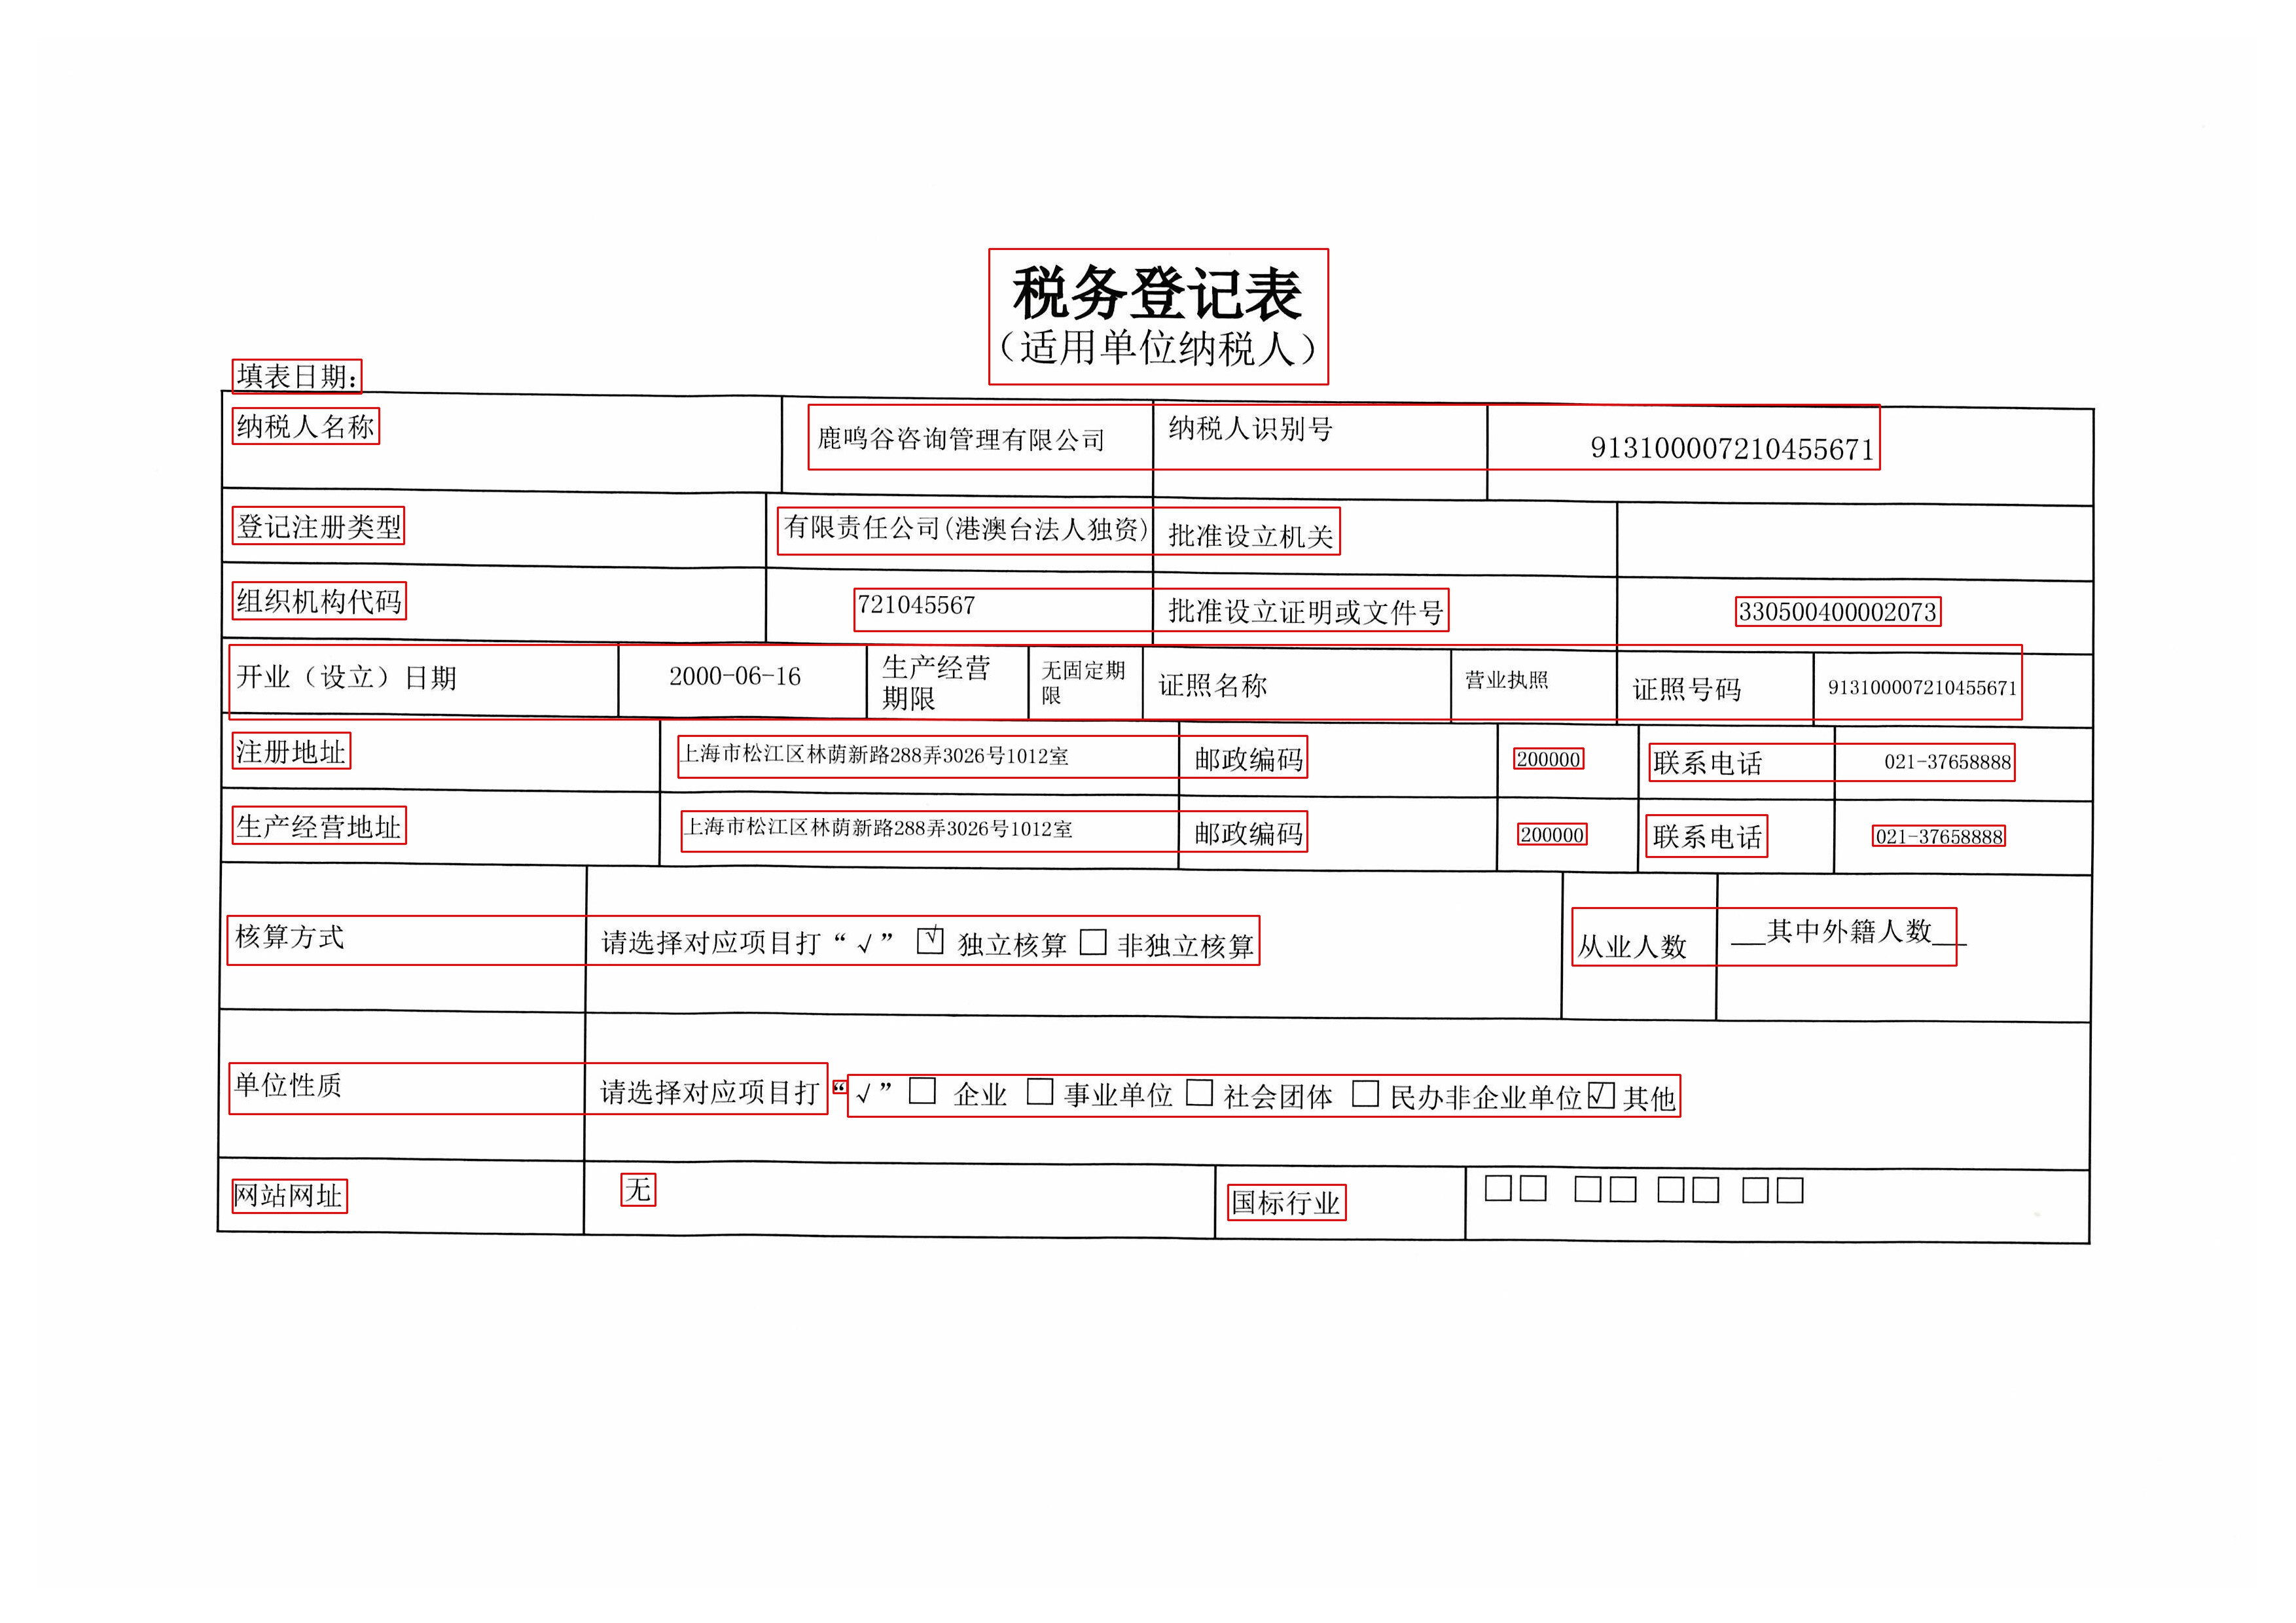 税务登记表
（适用单位纳税人）
填表日期:
纳税人名称 鹿鸣谷咨询管理有限公司 纳税人识别号 913100007210455671
登记注册类型 有限责任公司(港澳台法人独资) 批准设立机关
组织机构代码 721045567 批准设立证明或文件号 330500400002073
开业（设立）日期 2000-06-16 生产经营期限 无固定期限 证照名称 营业执照 证照号码 913100007210455671
注册地址 上海市松江区林荫新路288弄3026号1012室 邮政编码 200000 联系电话 021-37658888
生产经营地址 上海市松江区林荫新路288弄3026号1012室 邮政编码 200000 联系电话 021-37658888
核算方式 请选择对应项目打“√” ☑ 独立核算 □ 非独立核算 从业人数 __其中外籍人数__
单位性质 请选择对应项目打“√” □ 企业 □ 事业单位 □ 社会团体 □ 民办非企业单位 ☑ 其他
网站网址 无 国标行业 □□ □□ □□ □□